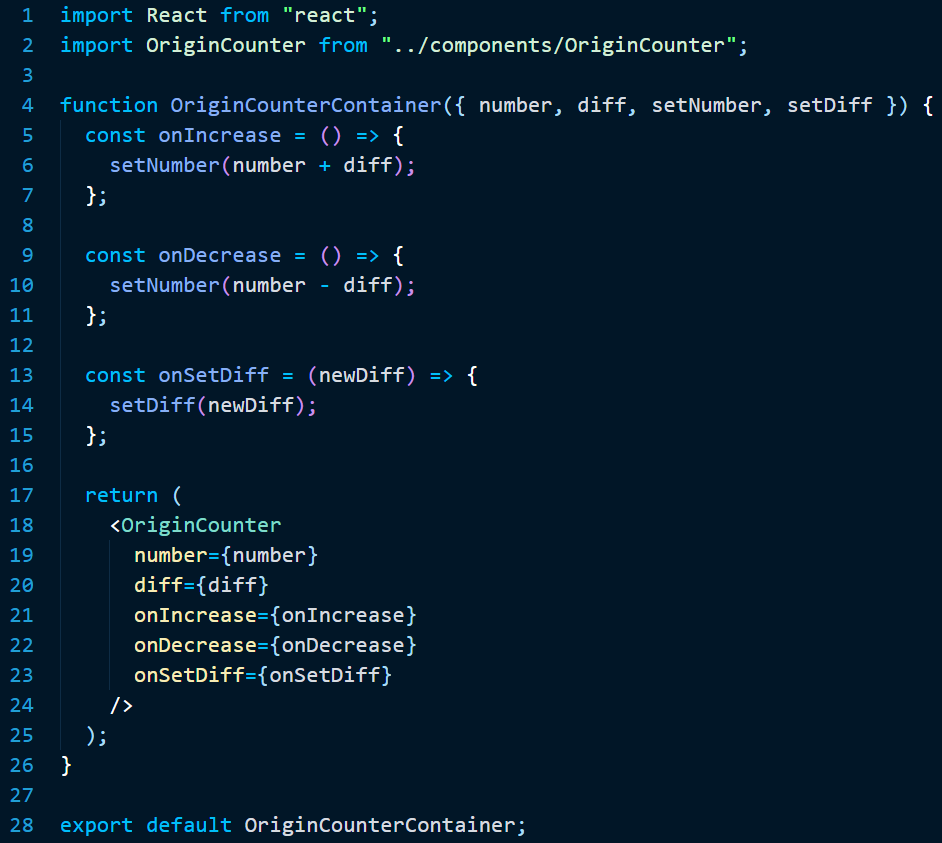 1 import React from "react";
2 import OriginCounter from "../components/OriginCounter";
3
4 function OriginCounterContainer({ number, diff, setNumber, setDiff }) {
5   const onIncrease = () => {
6     setNumber(number + diff);
7   };
8
9   const onDecrease = () => {
10     setNumber(number - diff);
11   };
12
13   const onSetDiff = (newDiff) => {
14     setDiff(newDiff);
15   };
16
17   return (
18     <OriginCounter
19       number={number}
20       diff={diff}
21       onIncrease={onIncrease}
22       onDecrease={onDecrease}
23       onSetDiff={onSetDiff}
24     />
25   );
26 }
27
28 export default OriginCounterContainer;